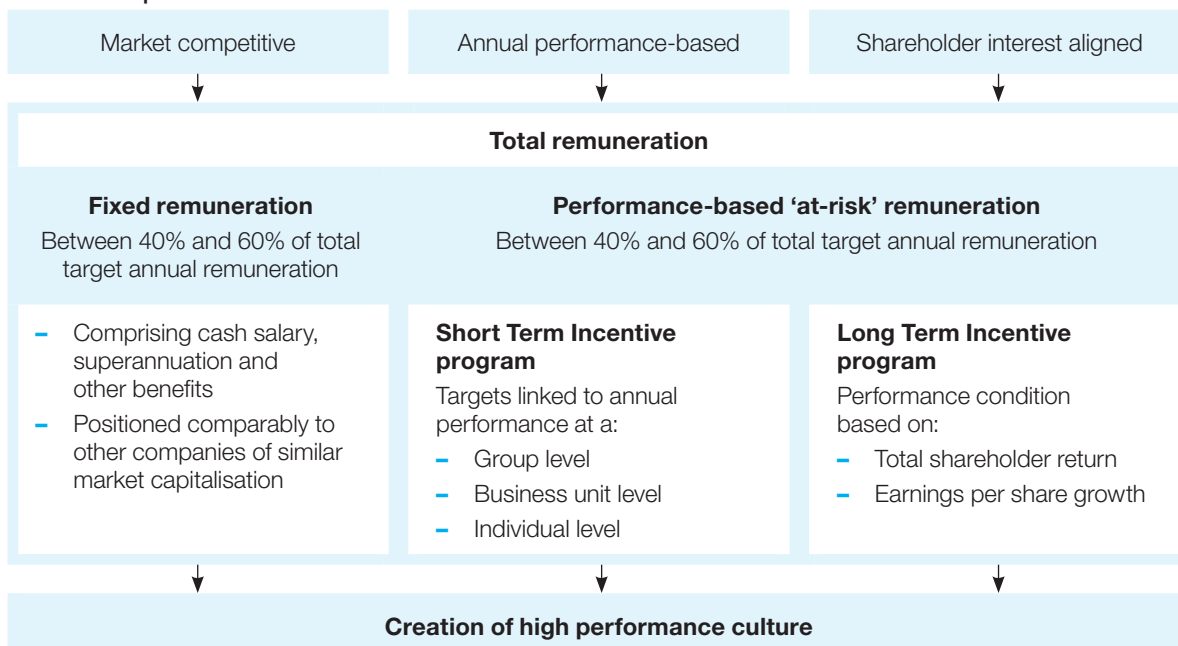 Market competitive
Annual performance-based
Shareholder interest aligned
Total remuneration
Fixed remuneration
Between 40% and 60% of total
target annual remuneration
Performance-based ‘at-risk’ remuneration
Between 40% and 60% of total target annual remuneration
– Comprising cash salary,
superannuation and
other benefits
– Positioned comparably to
other companies of similar
market capitalisation
Short Term Incentive
program
Targets linked to annual
performance at a:
– Group level
– Business unit level
– Individual level
Long Term Incentive
program
Performance condition
based on:
– Total shareholder return
– Earnings per share growth
Creation of high performance culture